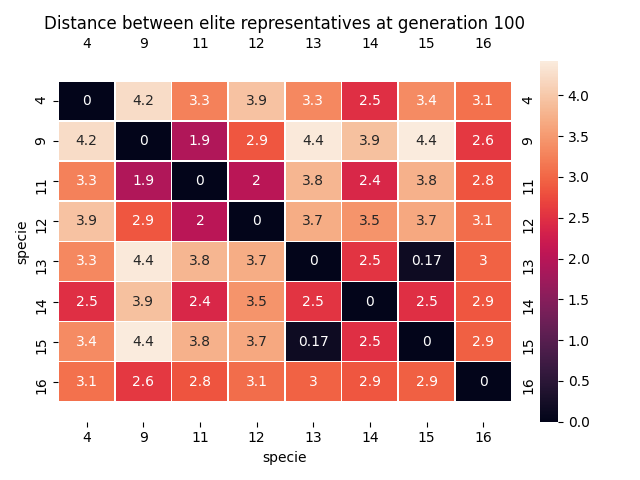 Distance between elite representatives at generation 100
4 9 11 12 13 14 15 16
4 0 4.2 3.3 3.9 3.3 2.5 3.4 3.1 4 4.0
9 4.2 0 1.9 2.9 4.4 3.9 4.4 2.6 9 3.5
11 3.3 1.9 0 2 3.8 2.4 3.8 2.8 11 3.0
12 3.9 2.9 2 0 3.7 3.5 3.7 3.1 12 2.5
specie
13 3.3 4.4 3.8 3.7 0 2.5 0.17 3 13 2.0
14 2.5 3.9 2.4 3.5 2.5 0 2.5 2.9 14 1.5
15 3.4 4.4 3.8 3.7 0.17 2.5 0 2.9 15 1.0
16 3.1 2.6 2.8 3.1 3 2.9 2.9 0 16 0.5
0.0
4 9 11 12 13 14 15 16
specie